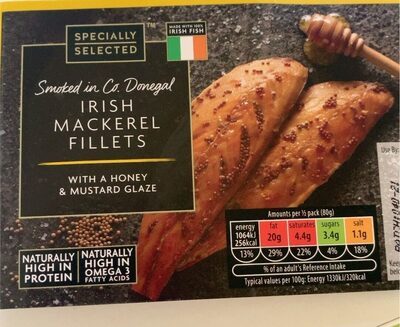 SPECIALLY
SELECTED
TM
MADE WITH 100%
IRISH FISH
Smoked in Co. Donegal
IRISH
MACKEREL
FILLETS
WITH A HONEY
& MUSTARD GLAZE
NATURALLY
HIGH IN
PROTEIN
NATURALLY
HIGH IN
OMEGA 3
FATTY ACIDS
Amounts per ½ pack (80g)
energy fat saturates sugars salt
1064kJ 20g 4.4g 3.4g 1.1g
256kcal
13% 29% 22% 4% 18%
% of an adult's Reference Intake
Typical values per 100g: Energy 1330kJ/320kcal
Use By:
Keep